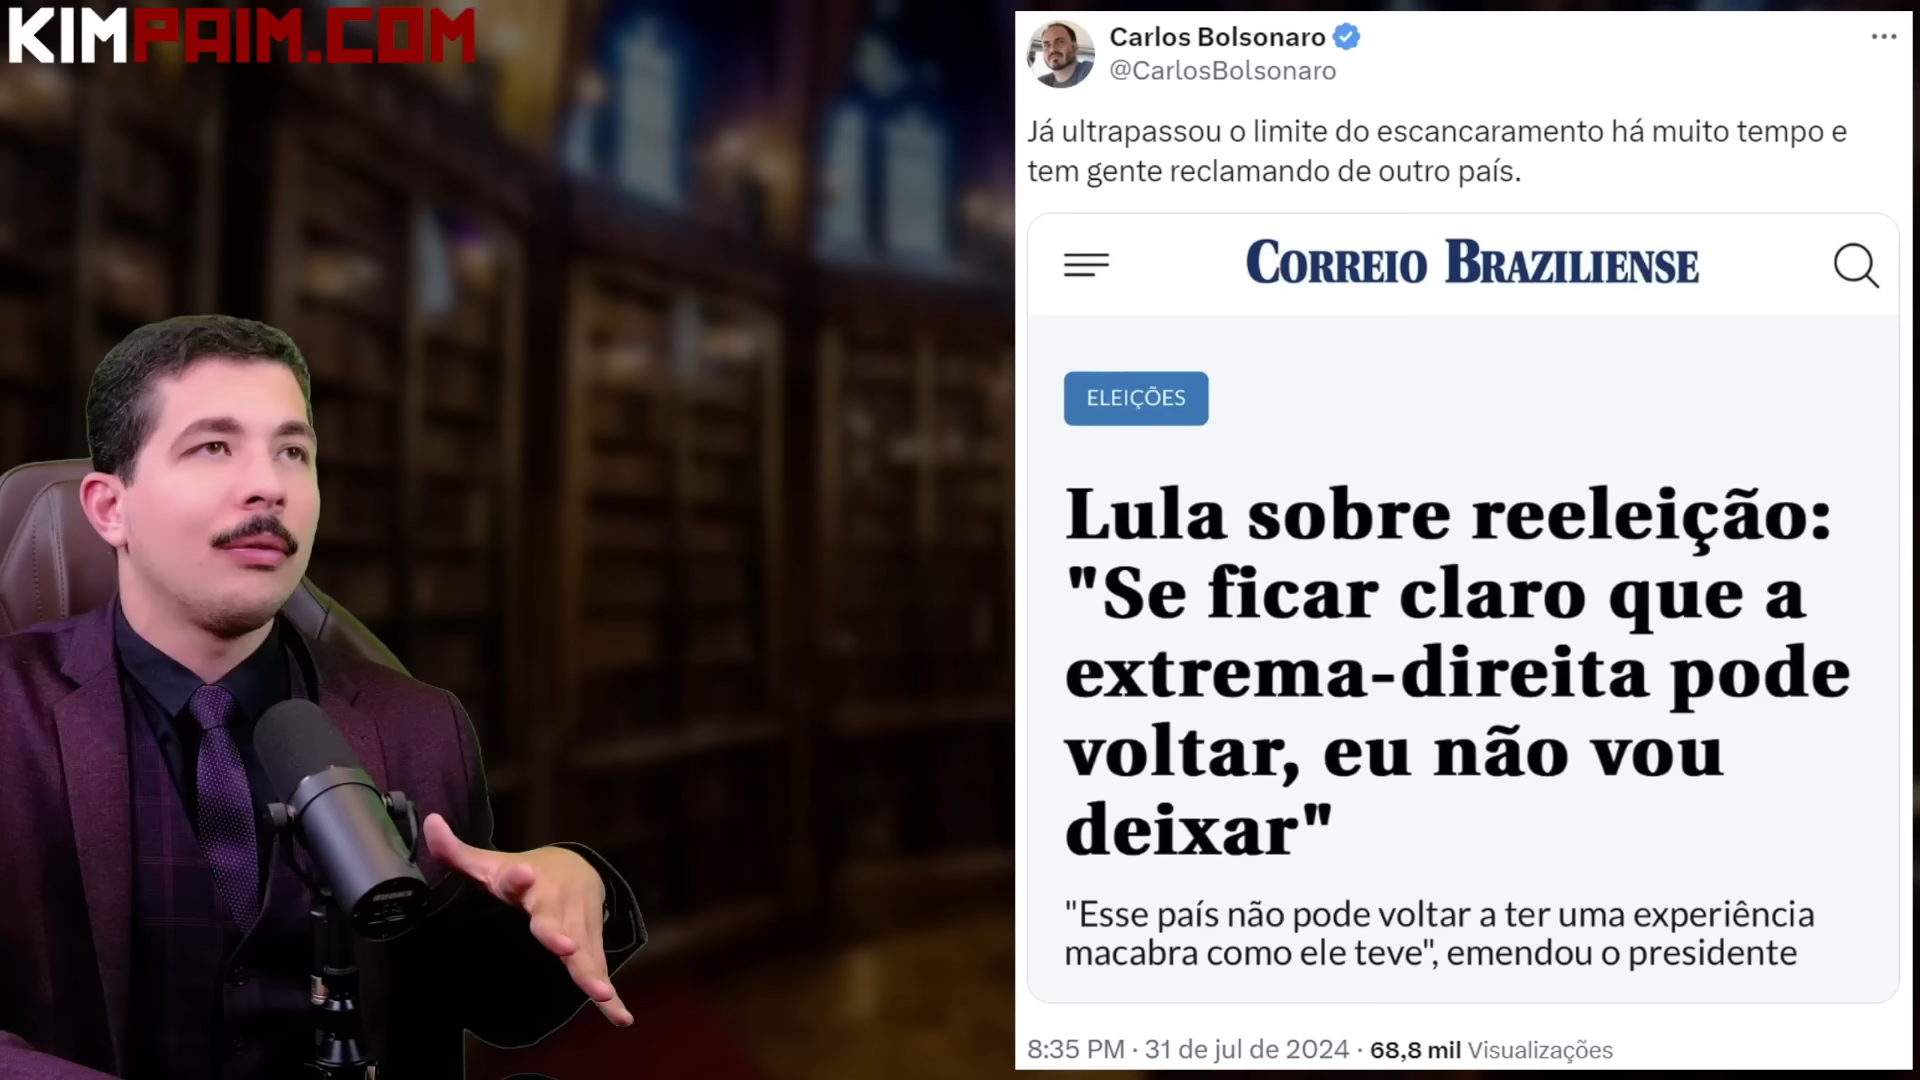 KIMPAIM.COM
Carlos Bolsonaro
@CarlosBolsonaro
Já ultrapassou o limite do escancaramento há muito tempo e
tem gente reclamando de outro país.
CORREIO BRAZILIENSE
ELEIÇÕES
Lula sobre reeleição:
"Se ficar claro que a
extrema-direita pode
voltar, eu não vou
deixar"
"Esse país não pode voltar a ter uma experiência
macabra como ele teve", emendou o presidente
8:35 PM · 31 de jul de 2024 · 68,8 mil Visualizações